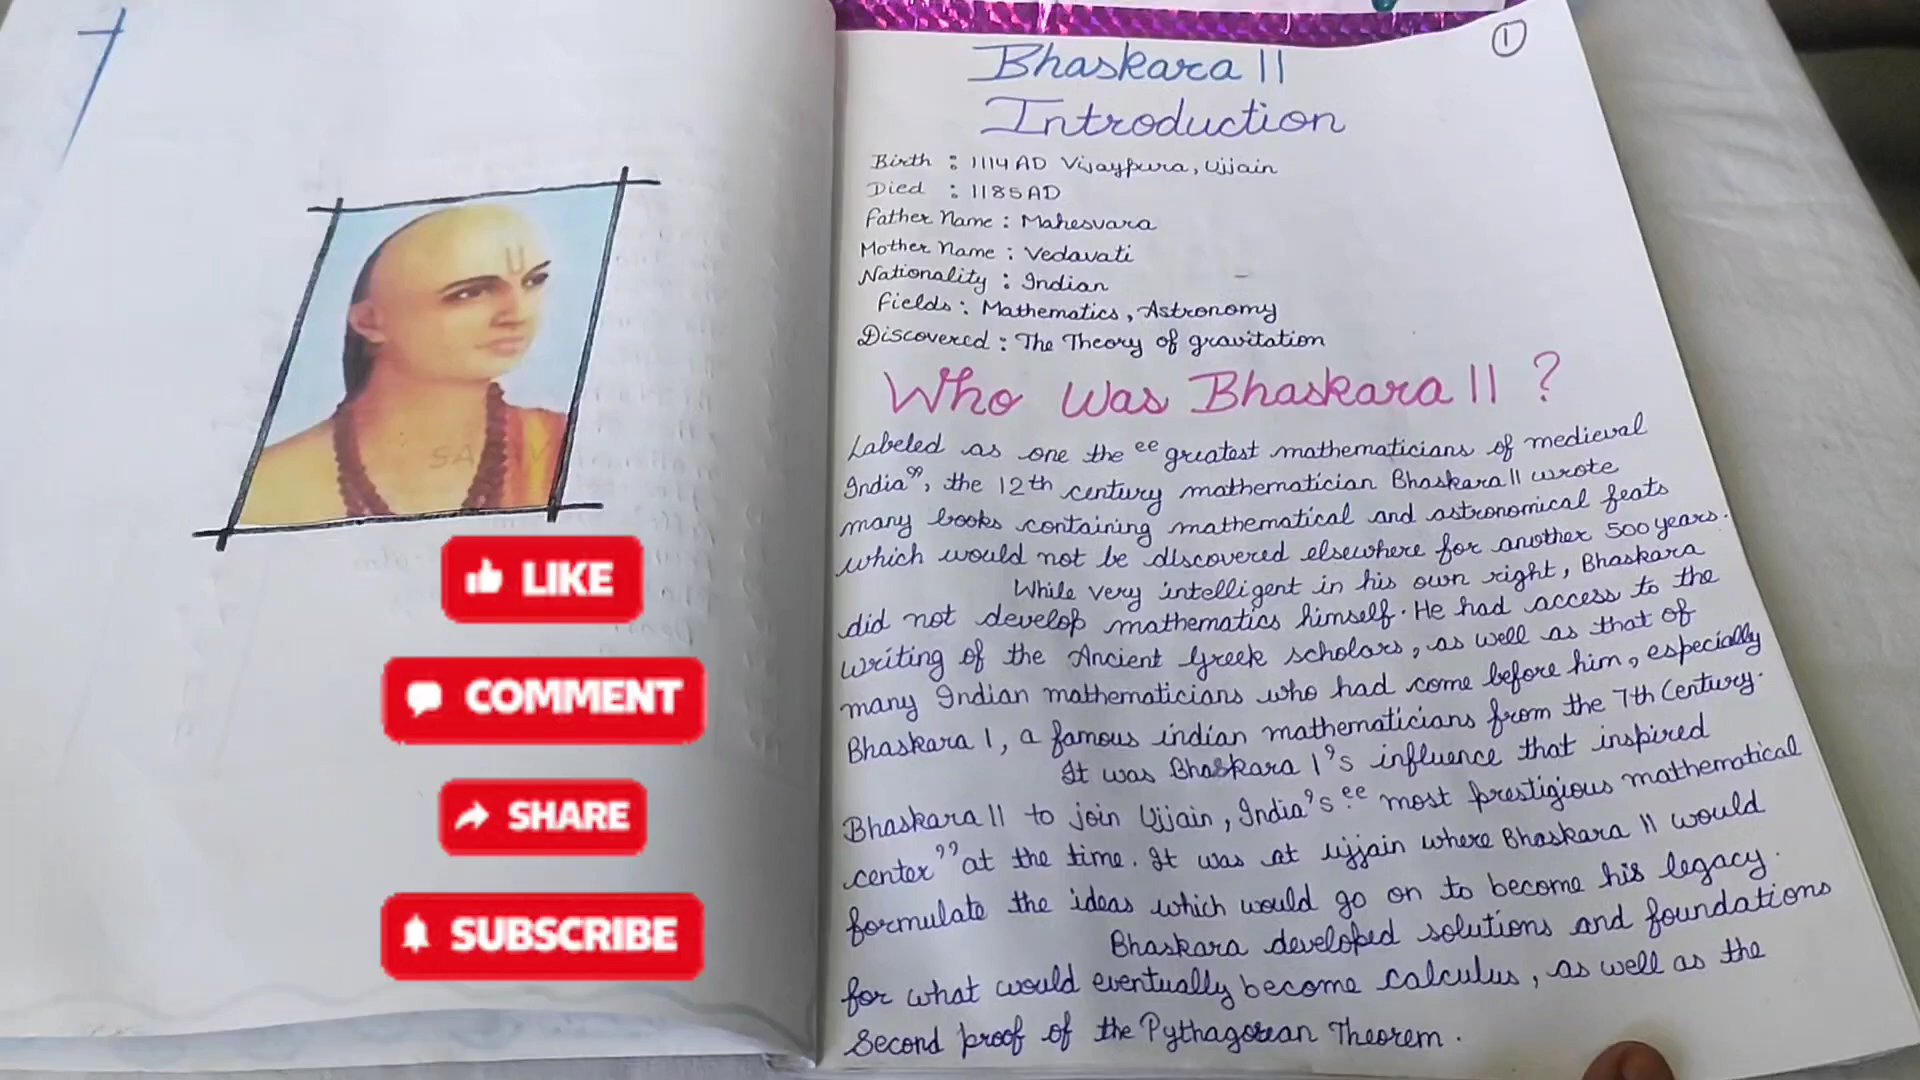 LIKE
COMMENT
SHARE
SUBSCRIBE
1
Bhaskara II
Introduction
Birth : 1114 AD Vijaypura, Ujjain
Died : 1185 AD
Father Name : Mahesvara
Mother Name : Vedavati
Nationality : Indian
Fields : Mathematics, Astronomy
Discovered : The Theory of gravitation
Who Was Bhaskara II ?
Labeled as one the “greatest mathematicians of medieval
India”, the 12th century mathematician Bhaskara II wrote
many books containing mathematical and astronomical feats
which would not be discovered elsewhere for another 500 years.
While very intelligent in his own right, Bhaskara
did not develop mathematics himself. He had access to the
writing of the Ancient Greek scholars, as well as that of
many Indian mathematicians who had come before him, especially
Bhaskara I, a famous indian mathematicians from the 7th Century.
It was Bhaskara I's influence that inspired
Bhaskara II to join Ujjain, India's “most prestigious mathematical
center” at the time. It was at ujjain where Bhaskara II would
formulate the ideas which would go on to become his legacy.
Bhaskara developed solutions and foundations
for what would eventually become calculus, as well as the
Second proof of the Pythagorean Theorem.